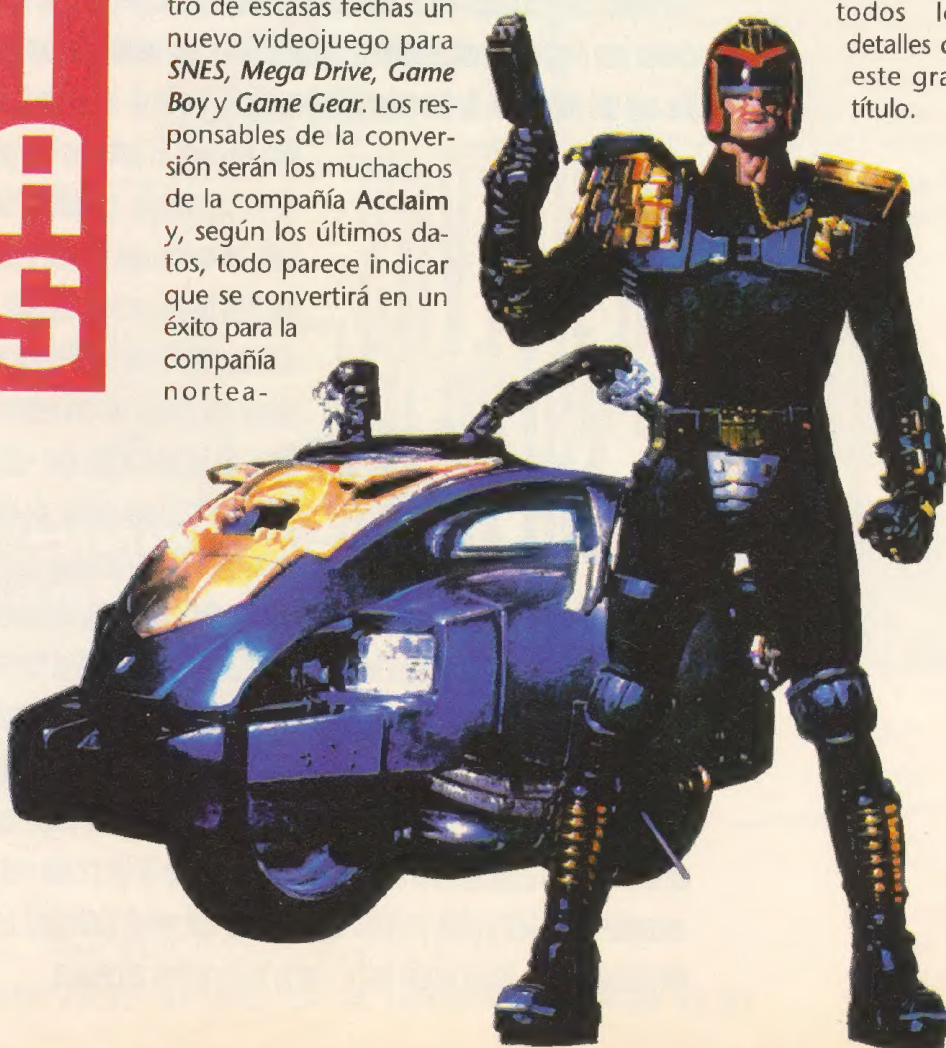 I
A
S
tro de escasas fechas un
nuevo videojuego para
SNES, Mega Drive, Game
Boy y Game Gear. Los res-
ponsables de la conver-
sión serán los muchachos
de la compañía Acclaim
y, según los últimos da-
tos, todo parece indicar
que se convertirá en un
éxito para la
compañía
nortea-
todos
detalles
este
título.